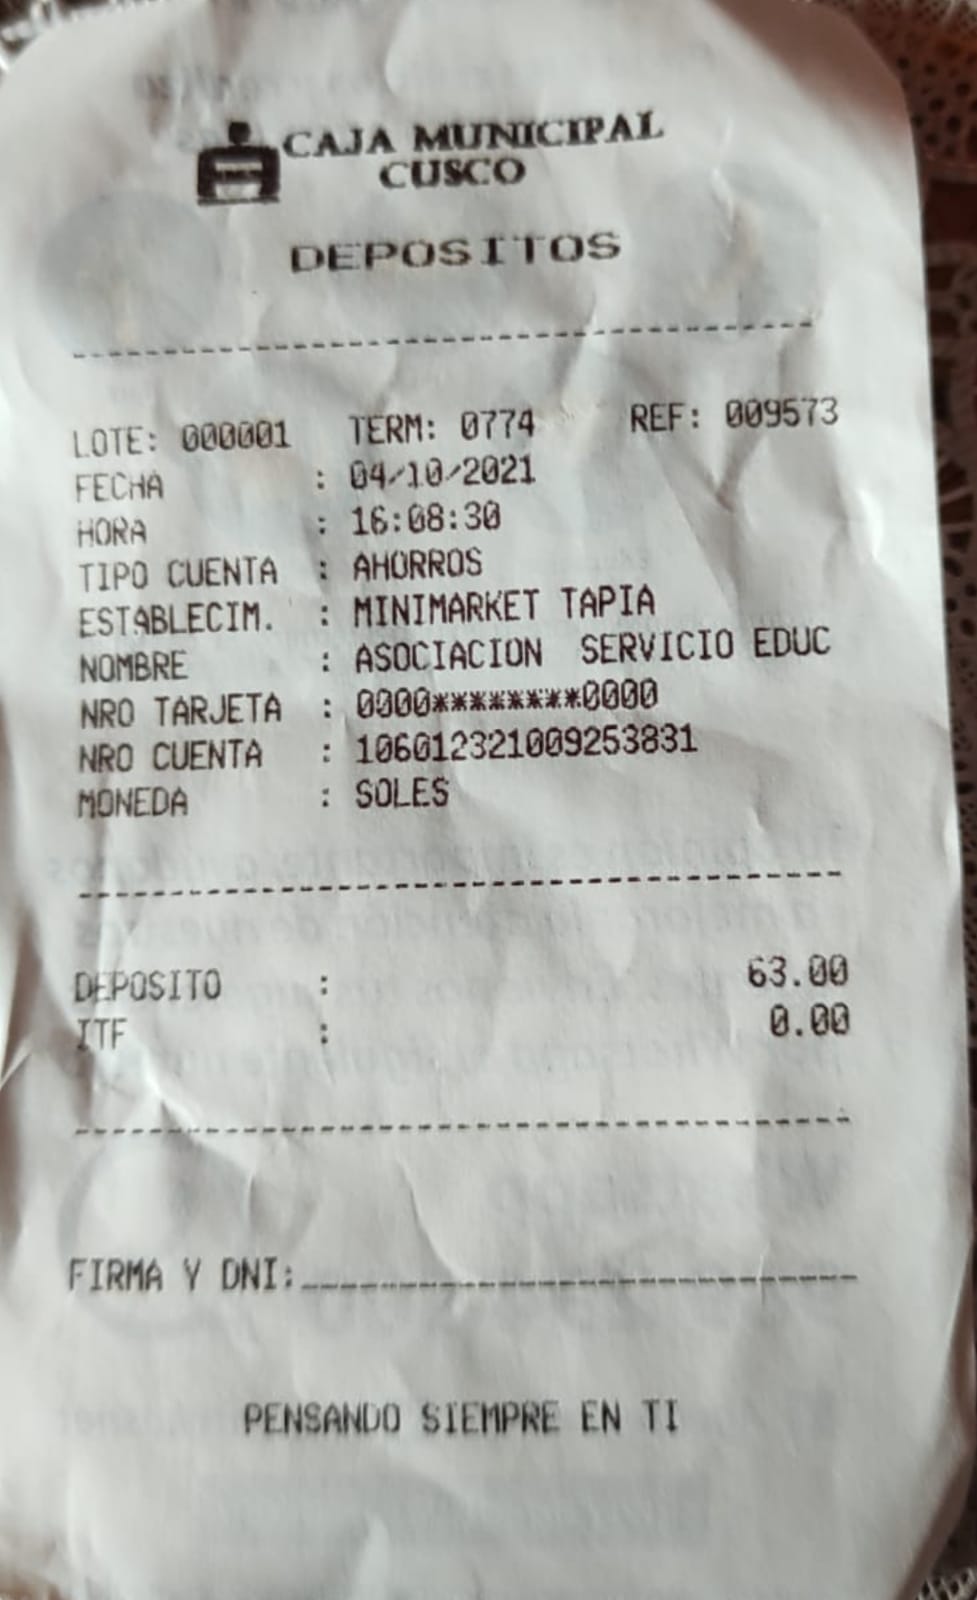 CAJA MUNICIPAL
CUSCO
DEPOSITOS
LOTE: 000001 TERM: 0774 REF: 009573
FECHA : 04/10/2021
HORA : 16:08:30
TIPO CUENTA : AHORROS
ESTABLECIM. : MINIMARKET TAPIA
NOMBRE : ASOCIACION SERVICIO EDUC
NRO TARJETA : 0000********0000
NRO CUENTA : 106012321009253831
MONEDA : SOLES
DEPOSITO : 63.00
ITF : 0.00
FIRMA Y DNI:
PENSANDO SIEMPRE EN TI